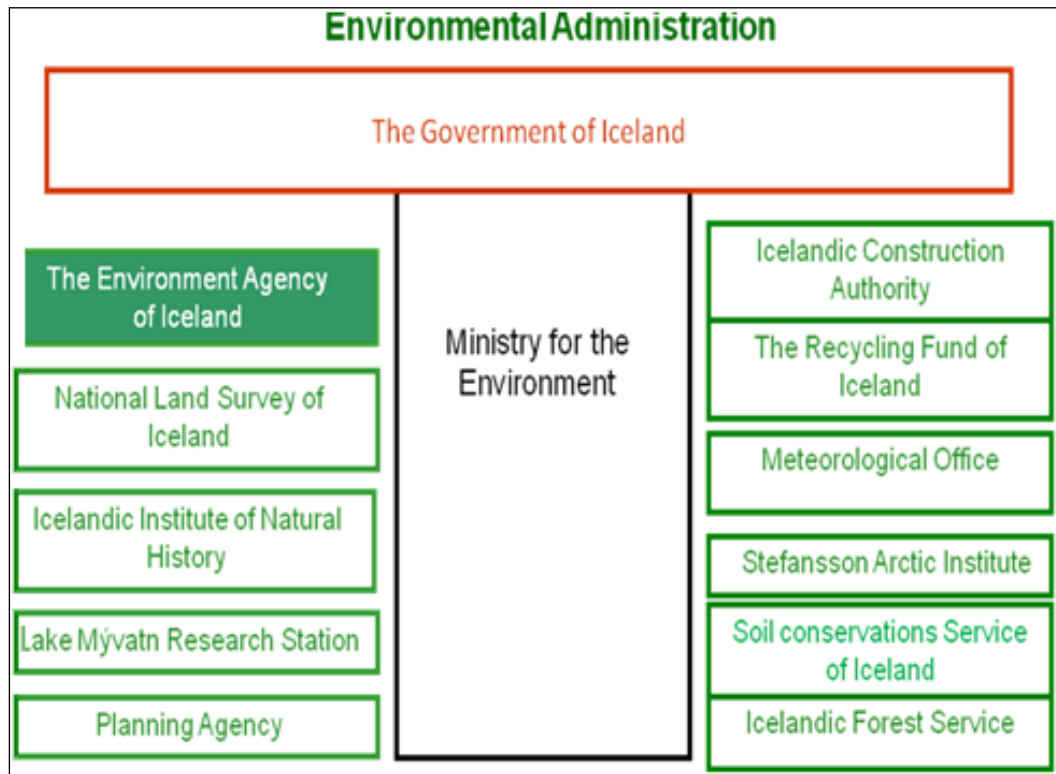 Environmental Administration
The Government of Iceland
The Environment Agency
of Iceland
National Land Survey of
Iceland
Icelandic Institute of Natural
History
Lake Mývatn Research Station
Planning Agency
Ministry for the
Environment
Icelandic Construction
Authority
The Recycling Fund of
Iceland
Meteorological Office
Stefansson Arctic Institute
Soil conservations Service
of Iceland
Icelandic Forest Service